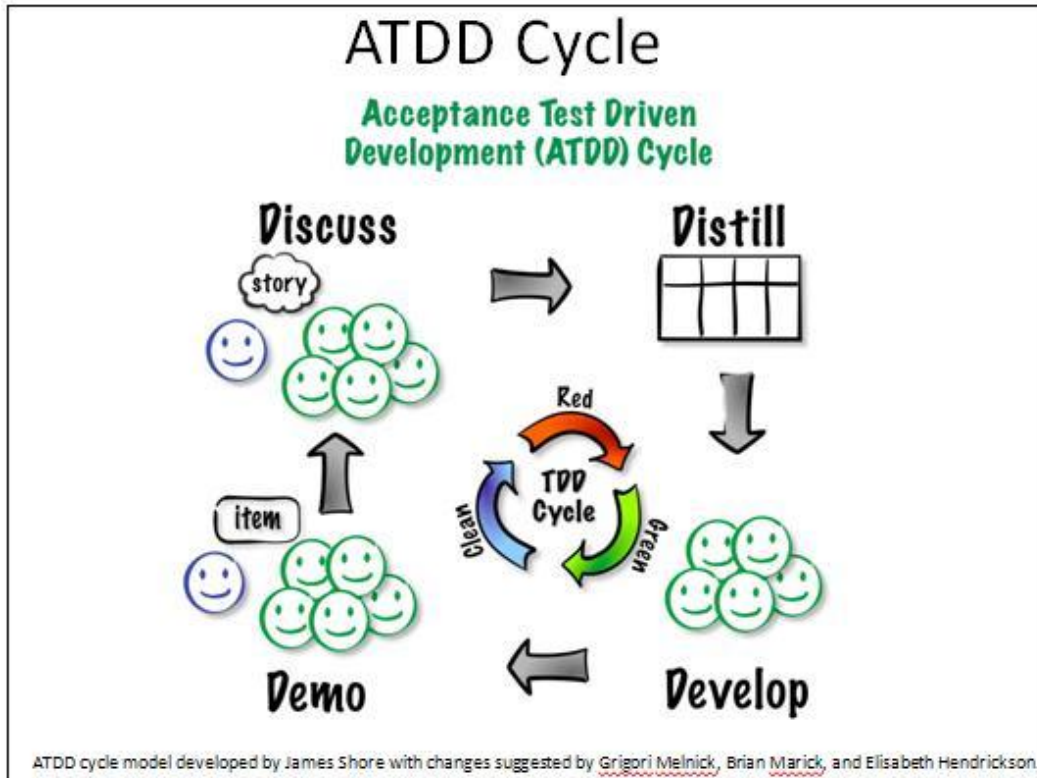 ATDD Cycle
Acceptance Test Driven
Development (ATDD) Cycle
Discuss
Distill
story
Red
TDD
Cycle
Clean
Green
item
Demo
Develop
ATDD cycle model developed by James Shore with changes suggested by Grigori Melnick, Brian Marick, and Elisabeth Hendrickson.